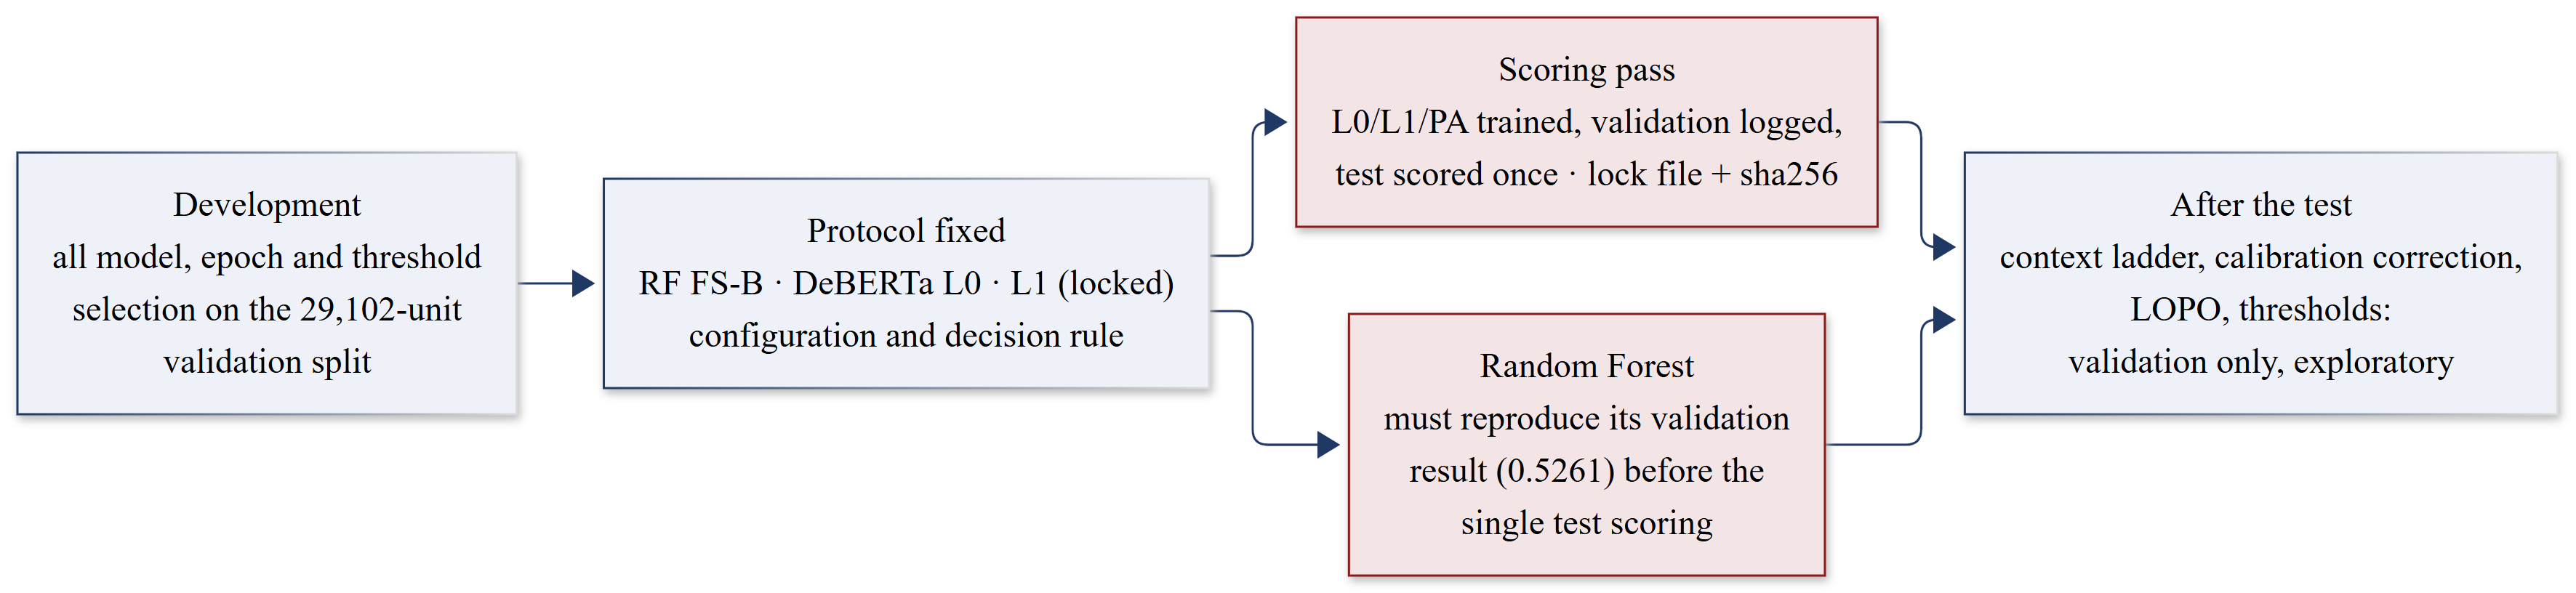 Development
all model, epoch and threshold
selection on the 29,102-unit
validation split
Protocol fixed
RF FS-B · DeBERTa L0 · L1 (locked)
configuration and decision rule
Scoring pass
L0/L1/PA trained, validation logged,
test scored once · lock file + sha256
Random Forest
must reproduce its validation
result (0.5261) before the
single test scoring
After the test
context ladder, calibration correction,
LOPO, thresholds:
validation only, exploratory